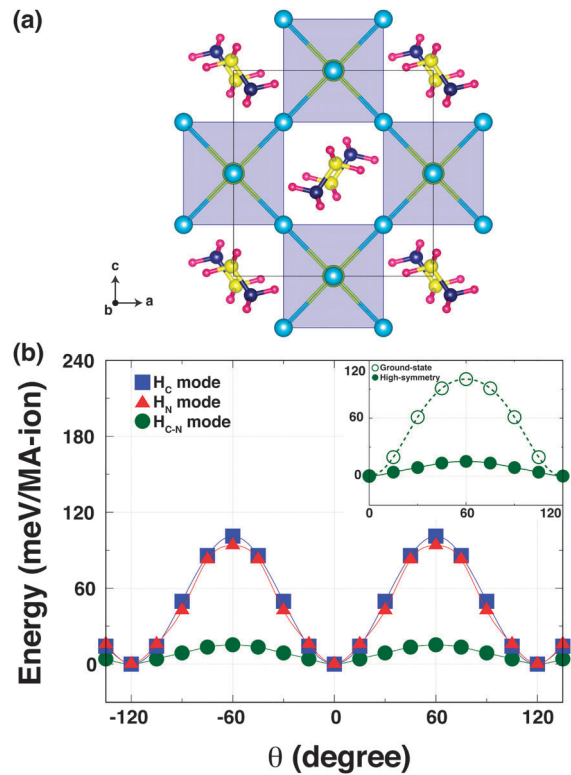 (a)
c
b
a
(b)
240
180
120
60
0
Energy (meV/MA-ion)
H_C mode
H_N mode
H_C-N mode
120
60
0
Ground-state
High-symmetry
0 60 120
-120 -60 0 60 120
θ (degree)